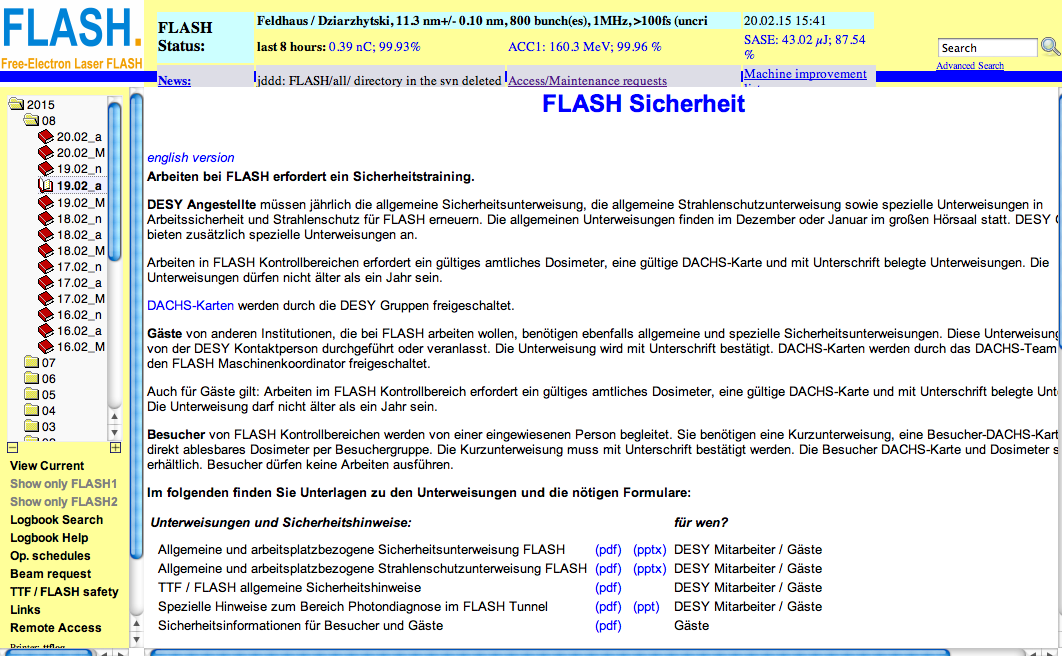 FLASH.
Free-Electron Laser FLASH
FLASH Status:
Feldhaus / Dziarzhytski, 11.3 nm+/- 0.10 nm, 800 bunch(es), 1MHz, >100fs (uncri
20.02.15 15:41
last 8 hours: 0.39 nC; 99.93%
ACC1: 160.3 MeV; 99.96 %
SASE: 43.02 µJ; 87.54 %
News:
jddd: FLASH/all/ directory in the svn deleted
Access/Maintenance requests
Machine improvement
Search
Advanced Search
2015
08
20.02_a
20.02_M
19.02_n
19.02_a
19.02_M
18.02_n
18.02_a
18.02_M
17.02_n
17.02_a
17.02_M
16.02_n
16.02_a
16.02_M
07
06
05
04
03
View Current
Show only FLASH1
Show only FLASH2
Logbook Search
Logbook Help
Op. schedules
Beam request
TTF / FLASH safety
Links
Remote Access
FLASH Sicherheit
english version
Arbeiten bei FLASH erfordert ein Sicherheitstraining.
DESY Angestellte müssen jährlich die allgemeine Sicherheitsunterweisung, die allgemeine Strahlenschutzunterweisung sowie spezielle Unterweisungen in
Arbeitssicherheit und Strahlenschutz für FLASH erneuern. Die allgemeinen Unterweisungen finden im Dezember oder Januar im großen Hörsaal statt. DESY
bieten zusätzlich spezielle Unterweisungen an.
Arbeiten in FLASH Kontrollbereichen erfordert ein gültiges amtliches Dosimeter, eine gültige DACHS-Karte und mit Unterschrift belegte Unterweisungen. Die
Unterweisungen dürfen nicht älter als ein Jahr sein.
DACHS-Karten werden durch die DESY Gruppen freigeschaltet.
Gäste von anderen Institutionen, die bei FLASH arbeiten wollen, benötigen ebenfalls allgemeine und spezielle Sicherheitsunterweisungen. Diese Unterweisung
von der DESY Kontaktperson durchgeführt oder veranlasst. Die Unterweisung wird mit Unterschrift bestätigt. DACHS-Karten werden durch das DACHS-Team
den FLASH Maschinenkoordinator freigeschaltet.
Auch für Gäste gilt: Arbeiten im FLASH Kontrollbereich erfordert ein gültiges amtliches Dosimeter, eine gültige DACHS-Karte und mit Unterschrift belegte Unt
Die Unterweisung darf nicht älter als ein Jahr sein.
Besucher von FLASH Kontrollbereichen werden von einer eingewiesenen Person begleitet. Sie benötigen eine Kurzunterweisung, eine Besucher-DACHS-Kart
direkt ablesbares Dosimeter per Besuchergruppe. Die Kurzunterweisung muss mit Unterschrift bestätigt werden. Die Besucher DACHS-Karte und Dosimeter s
erhältlich. Besucher dürfen keine Arbeiten ausführen.
Im folgenden finden Sie Unterlagen zu den Unterweisungen und die nötigen Formulare:
Unterweisungen und Sicherheitshinweise: für wen?
Allgemeine und arbeitsplatzbezogene Sicherheitsunterweisung FLASH (pdf) (pptx) DESY Mitarbeiter / Gäste
Allgemeine und arbeitsplatzbezogene Strahlenschutzunterweisung FLASH (pdf) (pptx) DESY Mitarbeiter / Gäste
TTF / FLASH allgemeine Sicherheitshinweise (pdf) DESY Mitarbeiter / Gäste
Spezielle Hinweise zum Bereich Photondiagnose im FLASH Tunnel (pdf) (ppt) DESY Mitarbeiter / Gäste
Sicherheitsinformationen für Besucher und Gäste (pdf) Gäste